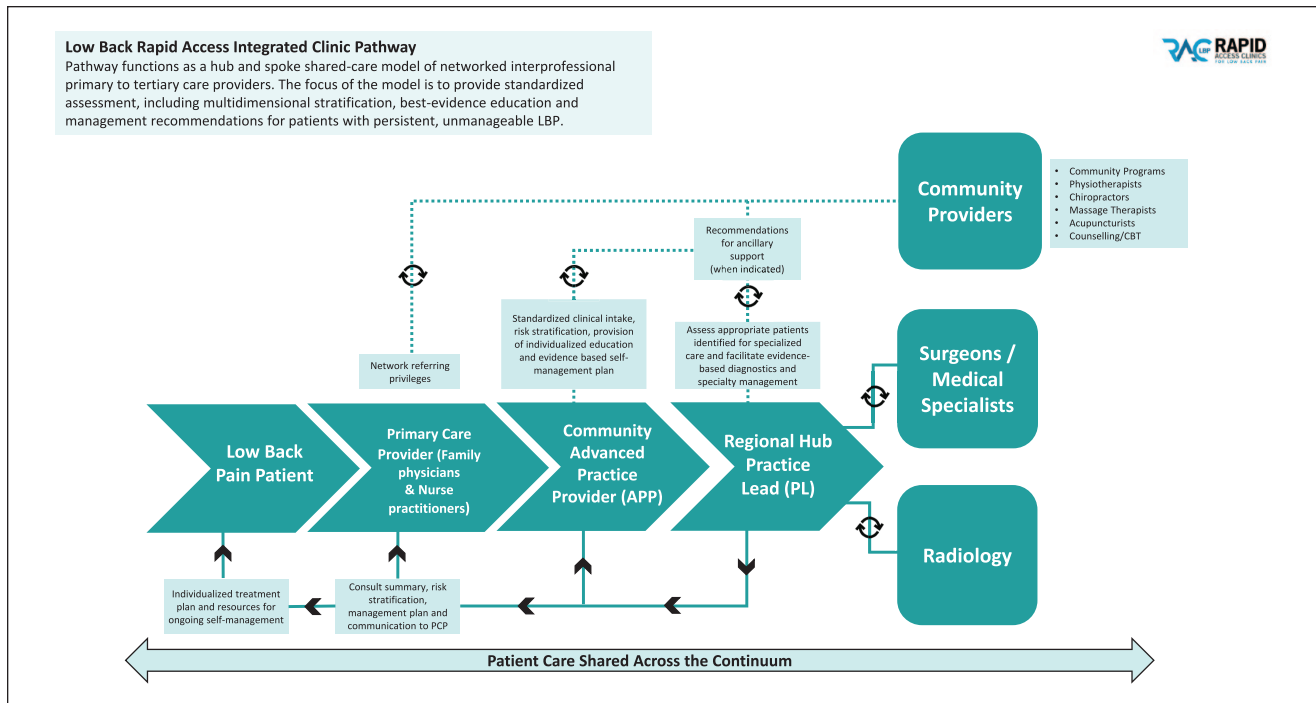 Low Back Rapid Access Integrated Clinic Pathway
Pathway functions as a hub and spoke shared-care model of networked interprofessional
primary to tertiary care providers. The focus of the model is to provide standardized
assessment, including multidimensional stratification, best-evidence education and
management recommendations for patients with persistent, unmanageable LBP.
RAC LBP RAPID
ACCESS CLINICS
FOR LOW BACK PAIN
Community
Providers
• Community Programs
• Physiotherapists
• Chiropractors
• Massage Therapists
• Acupuncturists
• Counselling/CBT
Recommendations
for ancillary
support
(when indicated)
Network referring
privileges
Standardized clinical intake,
risk stratification, provision
of individualized education
and evidence based self-
management plan
Assess appropriate patients
identified for specialized
care and facilitate evidence-
based diagnostics and
specialty management
Surgeons /
Medical
Specialists
Low Back
Pain Patient
Primary Care
Provider (Family
physicians
& Nurse
practitioners)
Community
Advanced
Practice
Provider (APP)
Regional Hub
Practice
Lead (PL)
Radiology
Individualized treatment
plan and resources for
ongoing self-management
Consult summary, risk
stratification,
management plan and
communication to PCP
Patient Care Shared Across the Continuum